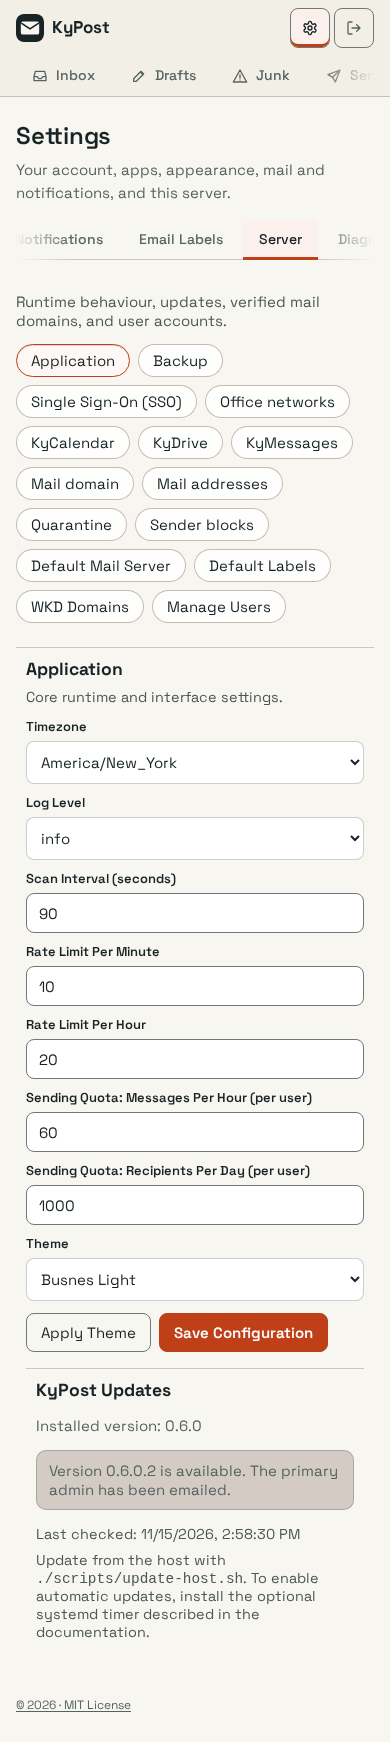 KyPost
Inbox
Drafts
Junk
Settings
Your account, apps, appearance, mail and
notifications, and this server.
Notifications
Email Labels
Server
Runtime behaviour, updates, verified mail
domains, and user accounts.
Application
Backup
Single Sign-On (SSO)
Office networks
KyCalendar
KyDrive
KyMessages
Mail domain
Mail addresses
Quarantine
Sender blocks
Default Mail Server
Default Labels
WKD Domains
Manage Users
Application
Core runtime and interface settings.
Timezone
America/New_York
Log Level
info
Scan Interval (seconds)
90
Rate Limit Per Minute
10
Rate Limit Per Hour
20
Sending Quota: Messages Per Hour (per user)
60
Sending Quota: Recipients Per Day (per user)
1000
Theme
Busnes Light
Apply Theme
Save Configuration
KyPost Updates
Installed version: 0.6.0
Version 0.6.0.2 is available. The primary
admin has been emailed.
Last checked: 11/15/2026, 2:58:30 PM
Update from the host with
./scripts/update-host.sh. To enable
automatic updates, install the optional
systemd timer described in the
documentation.
© 2026 · MIT License